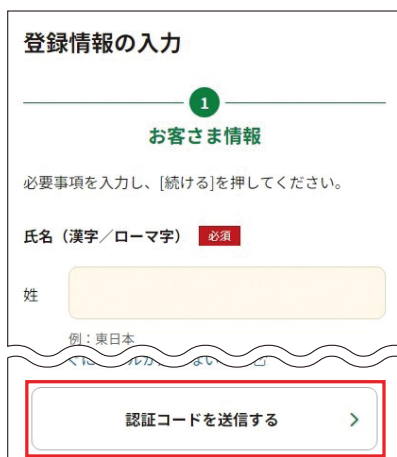 登録情報の入力
1
お客さま情報
必要事項を入力し、[続ける]を押してください。
氏名（漢字／ローマ字） 必須
姓
例：東日本
認証コードを送信する